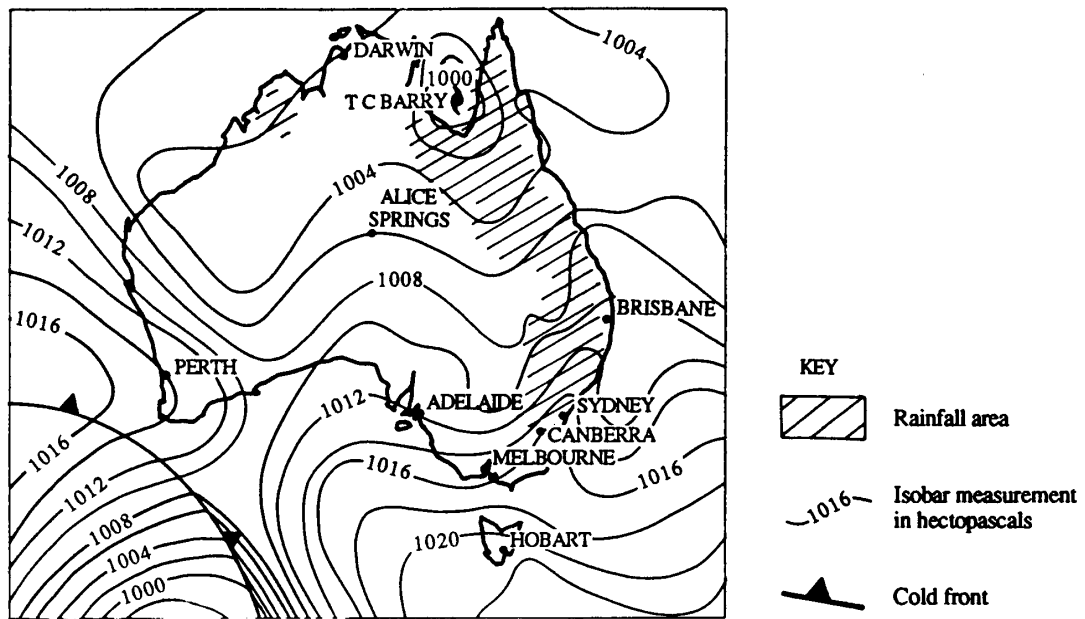 1004
DARWIN
1000
T C BARRY
1008
1004
ALICE
SPRINGS
1012
1008
BRISBANE
1016
PERTH
KEY
1012
ADELAIDE
SYDNEY
Rainfall area
CANBERRA
MELBOURNE
1016
1016
1016
1012
1016
Isobar measurement
in hectopascals
1008
1020
HOBART
1004
1000
Cold front